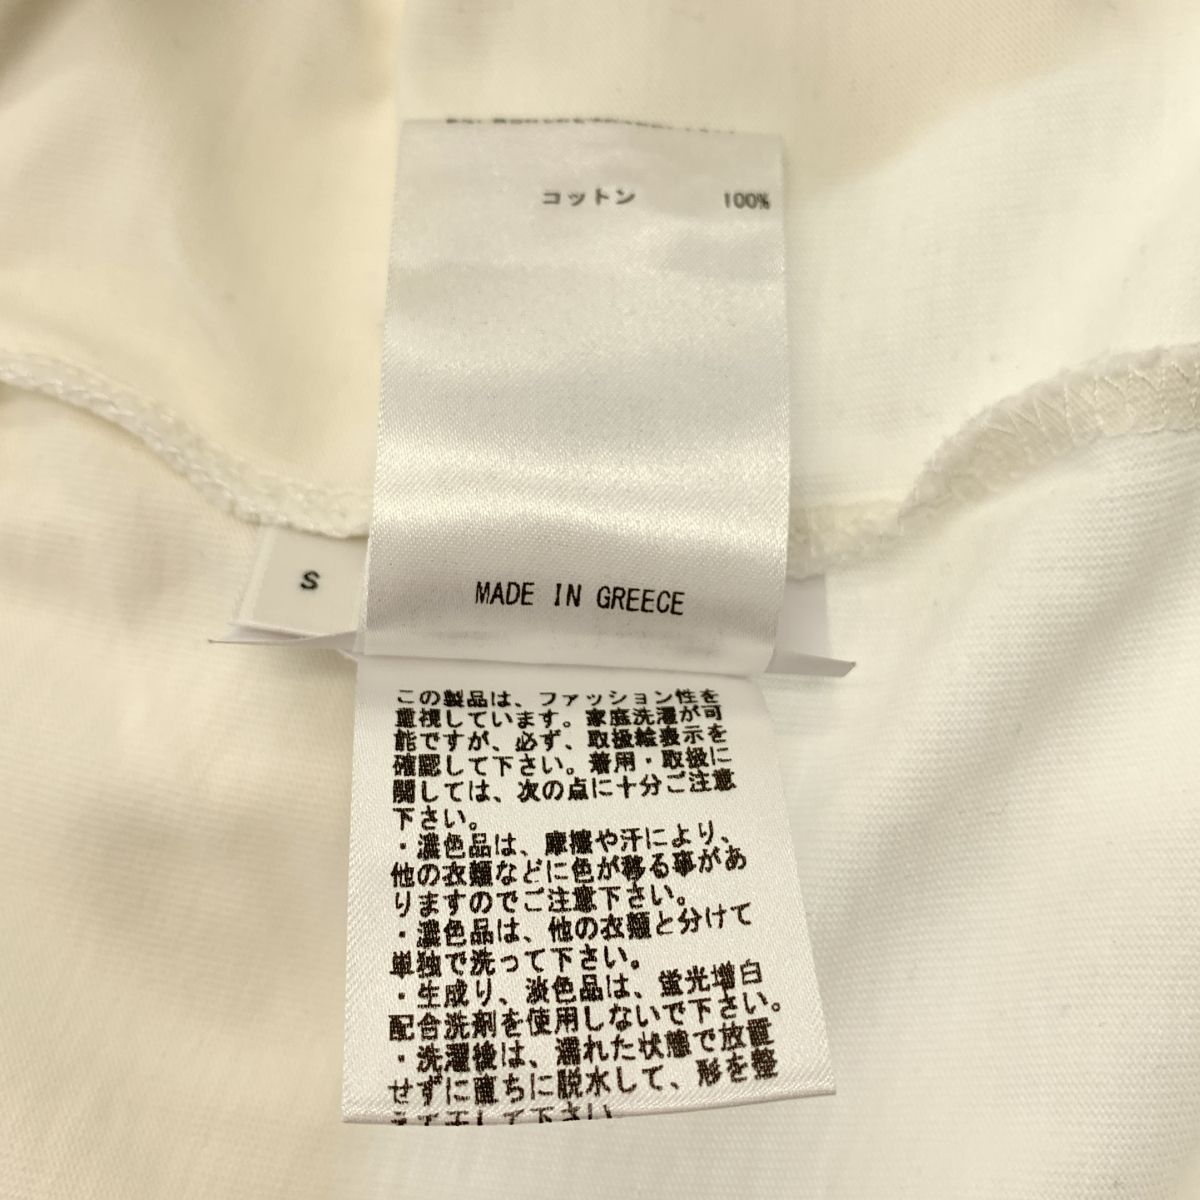 コットン 100%
S
MADE IN GREECE
この製品は、ファッション性を
重視しています。家庭洗濯が可
能ですが、必ず、取扱絵表示を
確認して下さい。着用・取扱に
関しては、次の点に十分ご注意
下さい。
・濃色品は、摩擦や汗により、
他の衣類などに色が移る事があ
りますのでご注意下さい。
・濃色品は、他の衣類と分けて
単独で洗って下さい。
・生成り、淡色品は、蛍光増白
配合洗剤を使用しないで下さい。
・洗濯後は、濡れた状態で放置
せずに直ちに脱水して、形を整
えて干して下さい